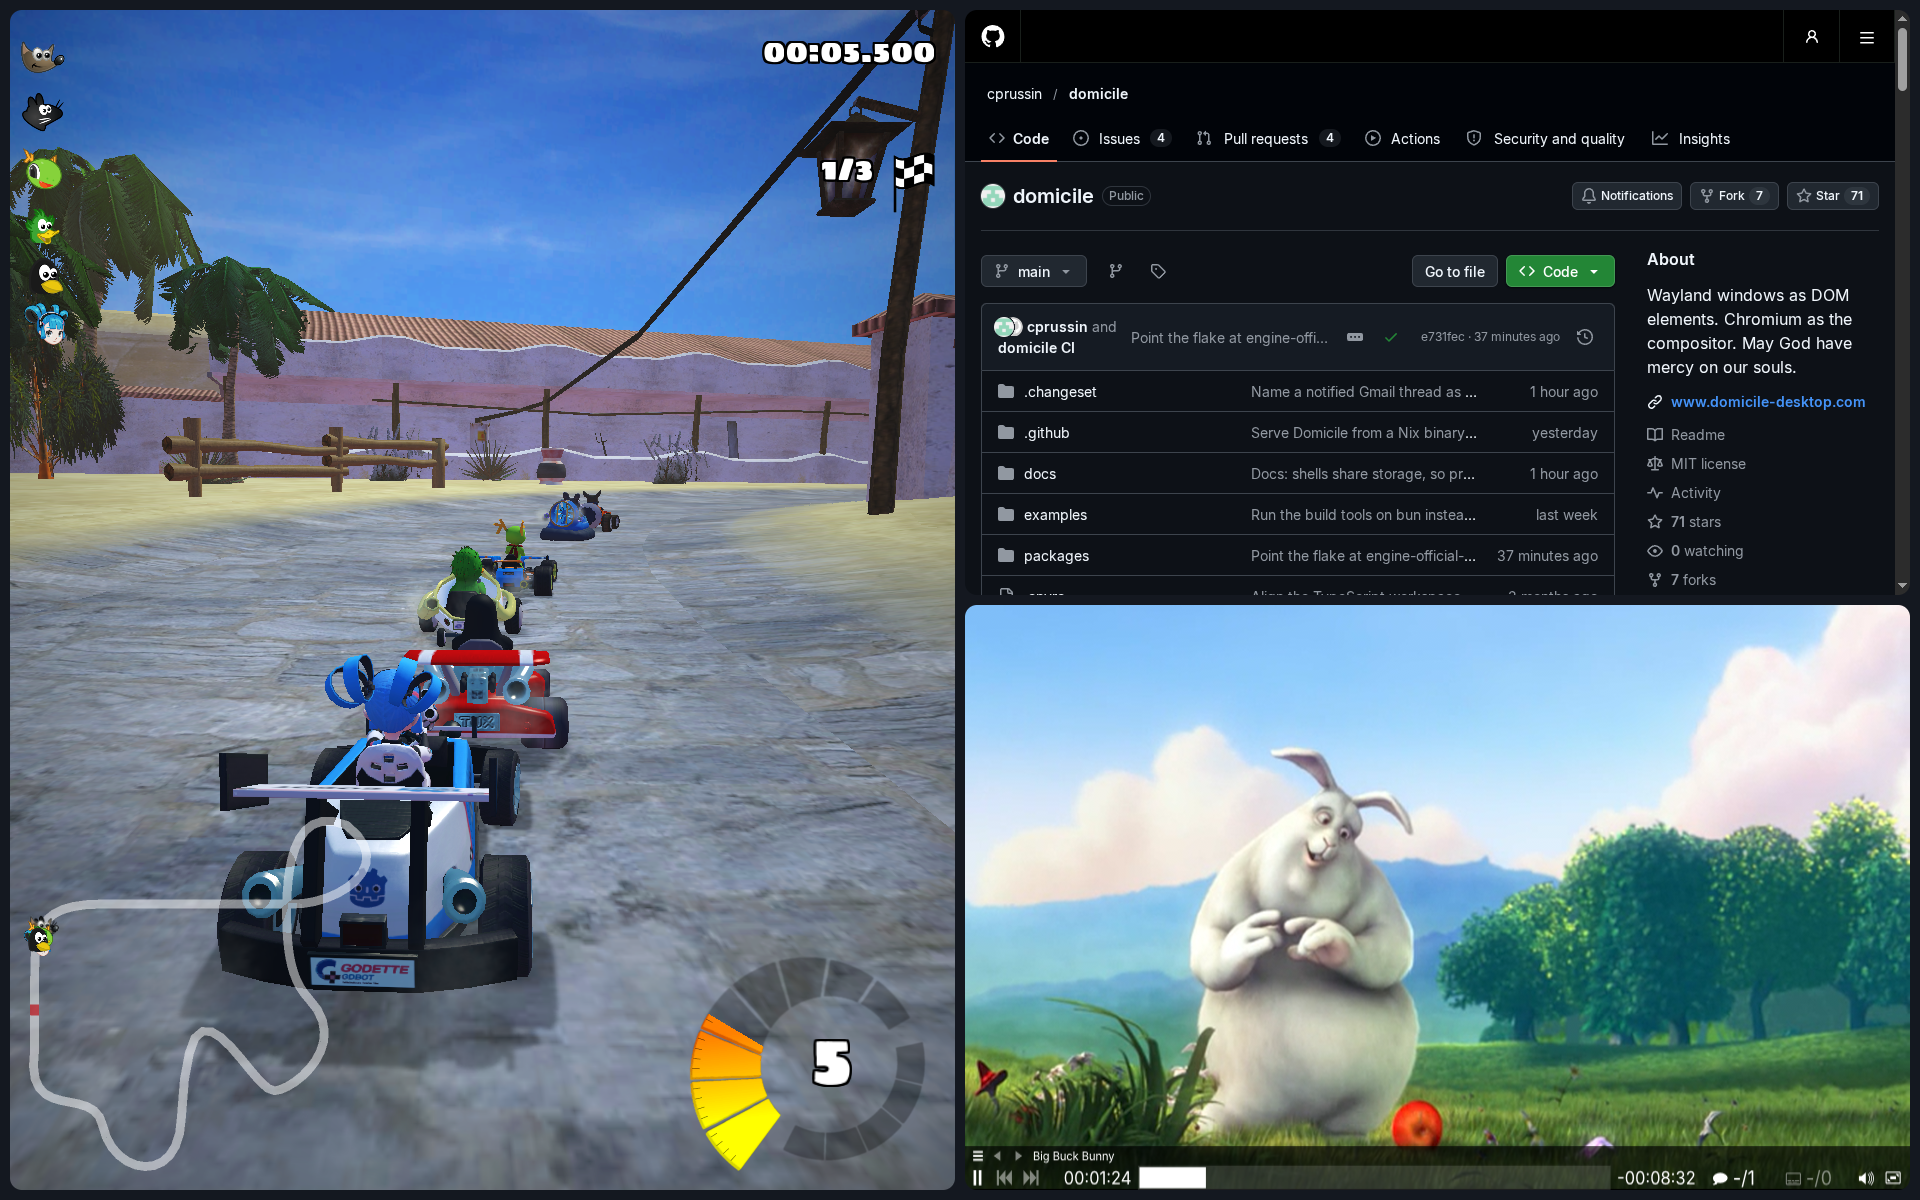 00:05.500
1/3
TUX
GODETTE
GDBOT
5
cprussin / domicile
Code
Issues 4
Pull requests 4
Actions
Security and quality
Insights
domicile Public
Notifications
Fork 7
Star 71
main
Go to file
Code
cprussin and domicile CI
Point the flake at engine-offi...
e731fec · 37 minutes ago
.changeset Name a notified Gmail thread as ... 1 hour ago
.github Serve Domicile from a Nix binary... yesterday
docs Docs: shells share storage, so pr... 1 hour ago
examples Run the build tools on bun instea... last week
packages Point the flake at engine-official-... 37 minutes ago
About
Wayland windows as DOM
elements. Chromium as the
compositor. May God have
mercy on our souls.
www.domicile-desktop.com
Readme
MIT license
Activity
71 stars
0 watching
7 forks
Big Buck Bunny
00:01:24
-00:08:32
-/1
-/0